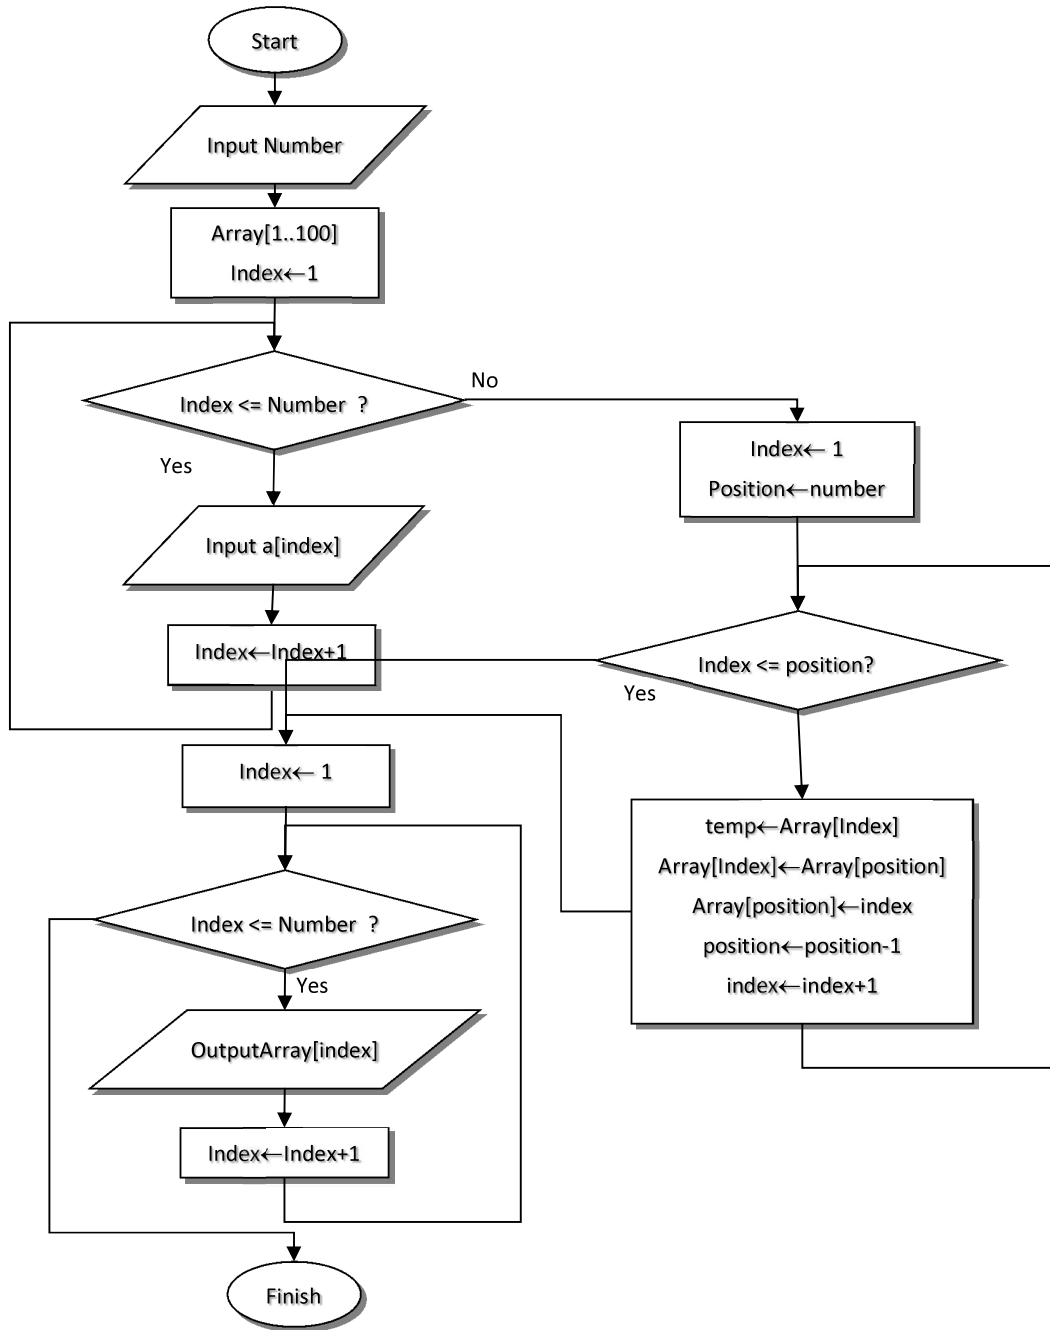 Start
Input Number
Array[1..100]
Index←1
Index <= Number ?
No
Yes
Input a[index]
Index←Index+1
Index← 1
Position←number
Index <= position?
Yes
temp←Array[Index]
Array[Index]←Array[position]
Array[position]←index
position←position-1
index←index+1
Index← 1
Index <= Number ?
Yes
OutputArray[index]
Index←Index+1
Finish